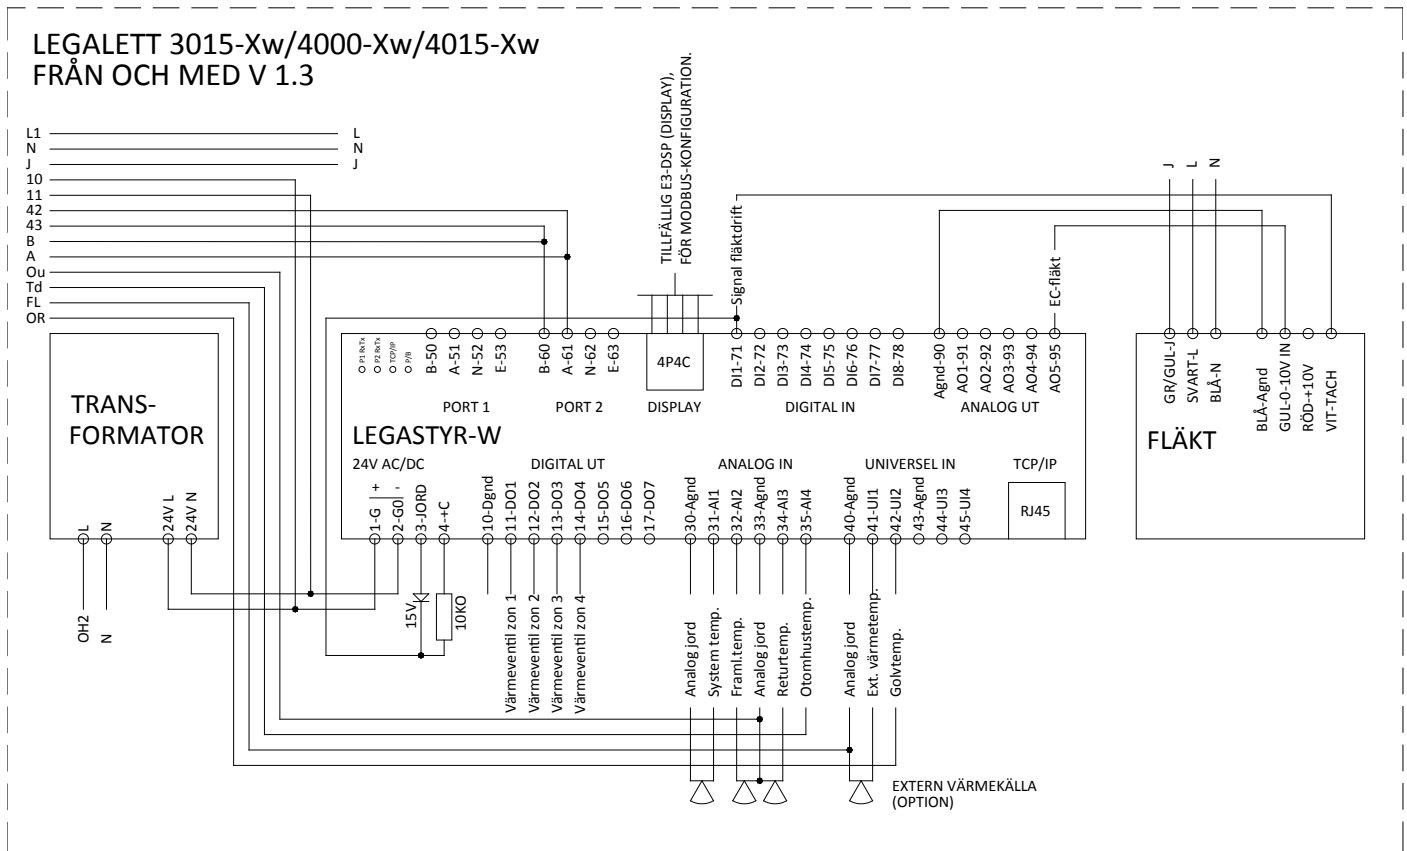 LEGALETT 3015-Xw/4000-Xw/4015-Xw
FRÅN OCH MED V 1.3
L1
N
J
10
11
42
43
B
A
Ou
Td
FL
OR
L
N
J
TILLFÄLLIG E3-DSP (DISPLAY),
FÖR MODBUS-KONFIGURATION.
Signal fläktdrift
EC-fläkt
J
L
N
TRANS-
FORMATOR
L
N
24V L
24V N
OH2
N
P1 RxTx
P2 RxTx
TCP/IP
P/B
B-50
A-51
N-52
E-53
B-60
A-61
N-62
E-63
4P4C
DI1-71
DI2-72
DI3-73
DI4-74
DI5-75
DI6-76
DI7-77
DI8-78
Agnd-90
AO1-91
AO2-92
AO3-93
AO4-94
AO5-95
PORT 1
PORT 2
DISPLAY
DIGITAL IN
ANALOG UT
LEGASTYR-W
24V AC/DC
DIGITAL UT
ANALOG IN
UNIVERSEL IN
TCP/IP
RJ45
+
-
1-G
2-G0
3-JORD
4-+C
10-Dgnd
11-DO1
12-DO2
13-DO3
14-DO4
15-DO5
16-DO6
17-DO7
30-Agnd
31-AI1
32-AI2
33-Agnd
34-AI3
35-AI4
40-Agnd
41-UI1
42-UI2
43-Agnd
44-UI3
45-UI4
15V
10KO
Värmeventil zon 1
Värmeventil zon 2
Värmeventil zon 3
Värmeventil zon 4
Analog jord
System temp.
Framl.temp.
Analog jord
Returtemp.
Otomhustemp.
Analog jord
Ext. värmetemp.
Golvtemp.
EXTERN VÄRMEKÄLLA
(OPTION)
GR/GUL-J
SVART-L
BLÅ-N
BLÅ-Agnd
GUL-0-10V IN
RÖD-+10V
VIT-TACH
FLÄKT